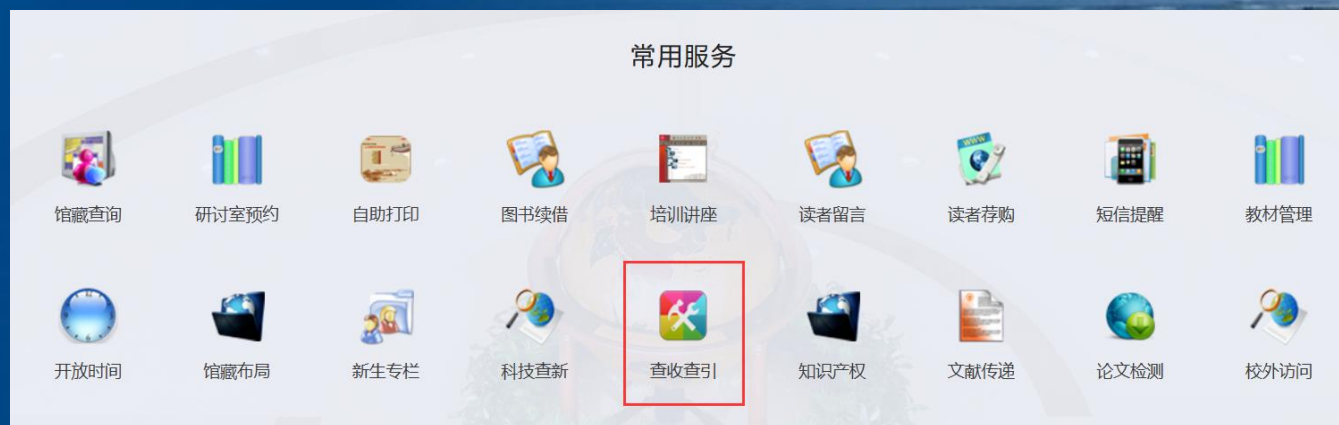 常用服务
馆藏查询 研讨室预约 自助打印 图书续借 培训讲座 读者留言 读者荐购 短信提醒 教材管理
开放时间 馆藏布局 新生专栏 科技查新 查收查引 知识产权 文献传递 论文检测 校外访问